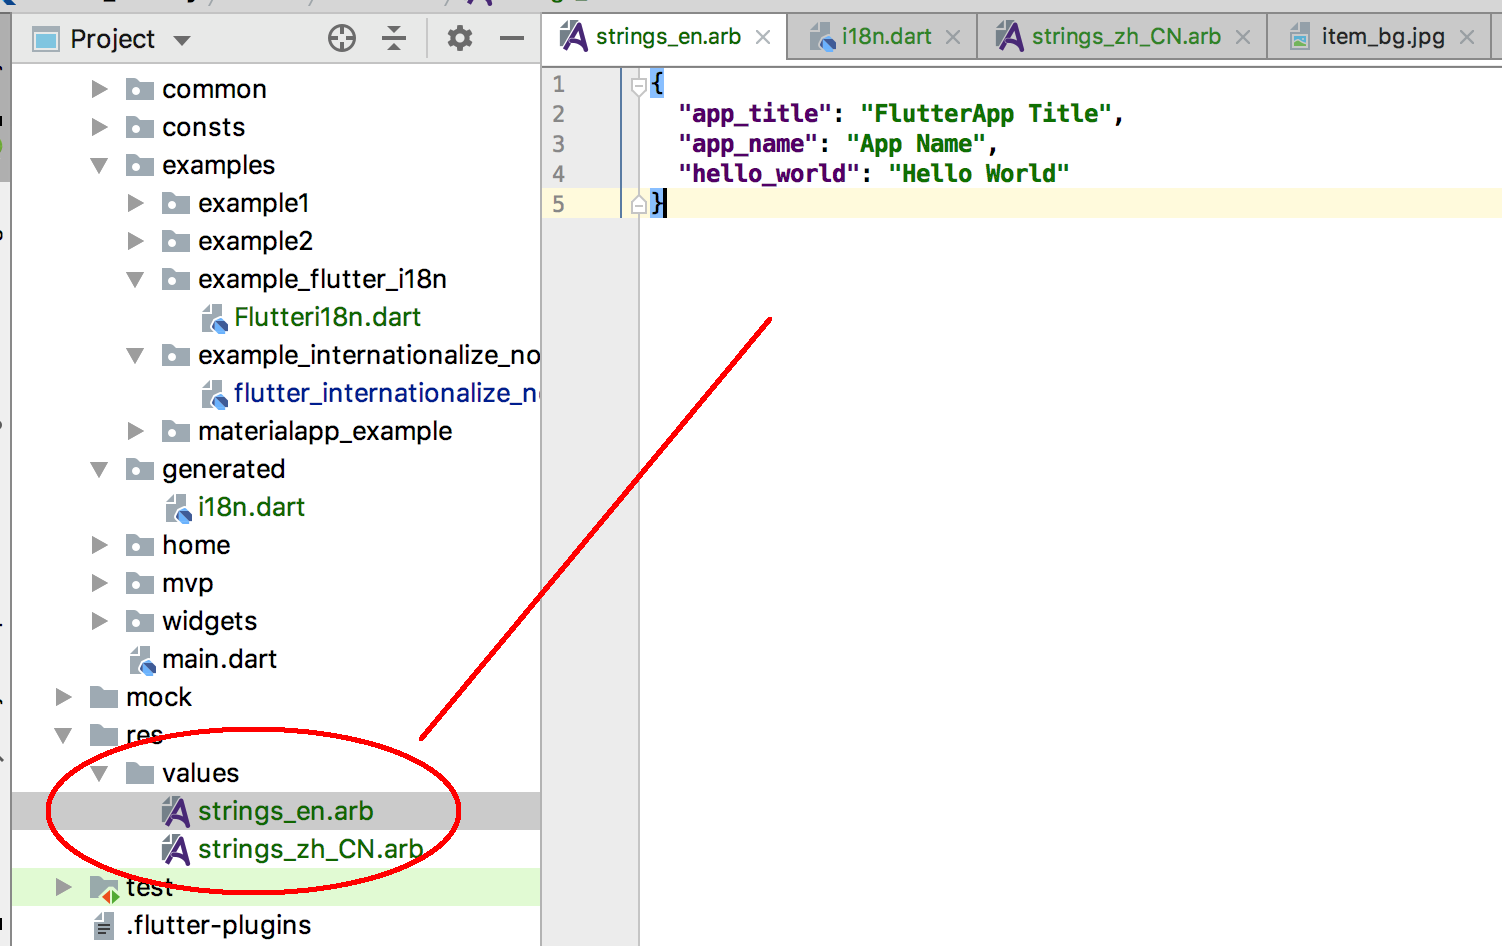 Project
strings_en.arb
i18n.dart
strings_zh_CN.arb
item_bg.jpg
common
consts
examples
example1
example2
example_flutter_i18n
Flutteri18n.dart
example_internationalize_no
flutter_internationalize_n
materialapp_example
generated
i18n.dart
home
mvp
widgets
main.dart
mock
res
values
strings_en.arb
strings_zh_CN.arb
test
.flutter-plugins
1 {
2 "app_title": "FlutterApp Title",
3 "app_name": "App Name",
4 "hello_world": "Hello World"
5 }